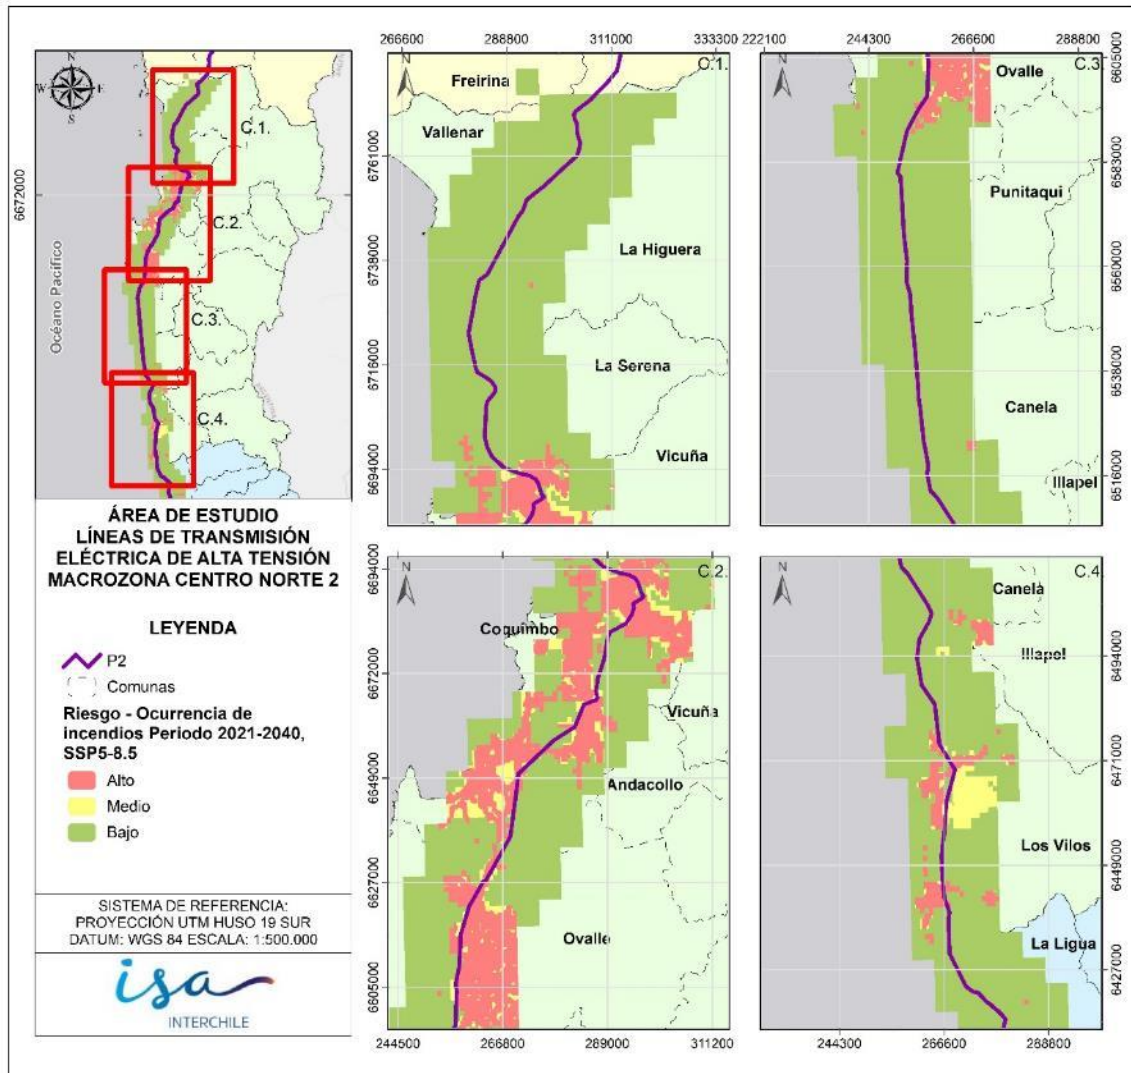 N
W
E
S
C.1.
C.2.
C.3.
C.4.
6672000
Océano Pacífico
ÁREA DE ESTUDIO
LÍNEAS DE TRANSMISIÓN
ELÉCTRICA DE ALTA TENSIÓN
MACROZONA CENTRO NORTE 2
LEYENDA
P2
Comunas
Riesgo - Ocurrencia de
incendios Periodo 2021-2040,
SSP5-8.5
Alto
Medio
Bajo
SISTEMA DE REFERENCIA:
PROYECCIÓN UTM HUSO 19 SUR
DATUM: WGS 84 ESCALA: 1:500.000
isa
INTERCHILE
266600 288800 311000 333300
N
C.1.
Freirina
Vallenar
6761000
La Higuera
6738000
La Serena
6716000
Vicuña
6694000
222100 244300 266600 288800
N
C.3
Ovalle
6605000
6583000
Punitaqui
6560000
6538000
Canela
6516000
Illapel
6694000
N
C.2.
Coquimbo
6672000
Vicuña
6649000
Andacollo
6627000
Ovalle
6605000
244500 266800 289000 311200
N
C.4
Canela
Illapel
6494000
6471000
Los Vilos
6449000
La Ligua
6427000
244300 266600 288800